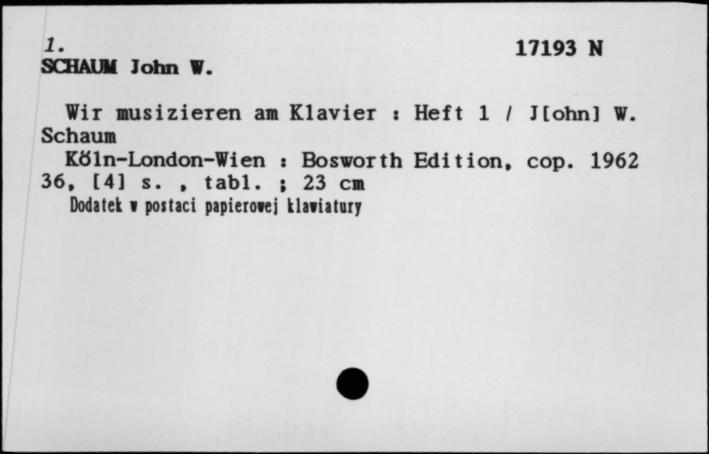 1.
17193 N
SCHAUM John W.
Wir musizieren am Klavier : Heft 1 / J[ohn] W.
Schaum
Köln-London-Wien : Bosworth Edition, cop. 1962
36, [4] s. , tabl. ; 23 cm
Dodatek w postaci papierowej klawiatury